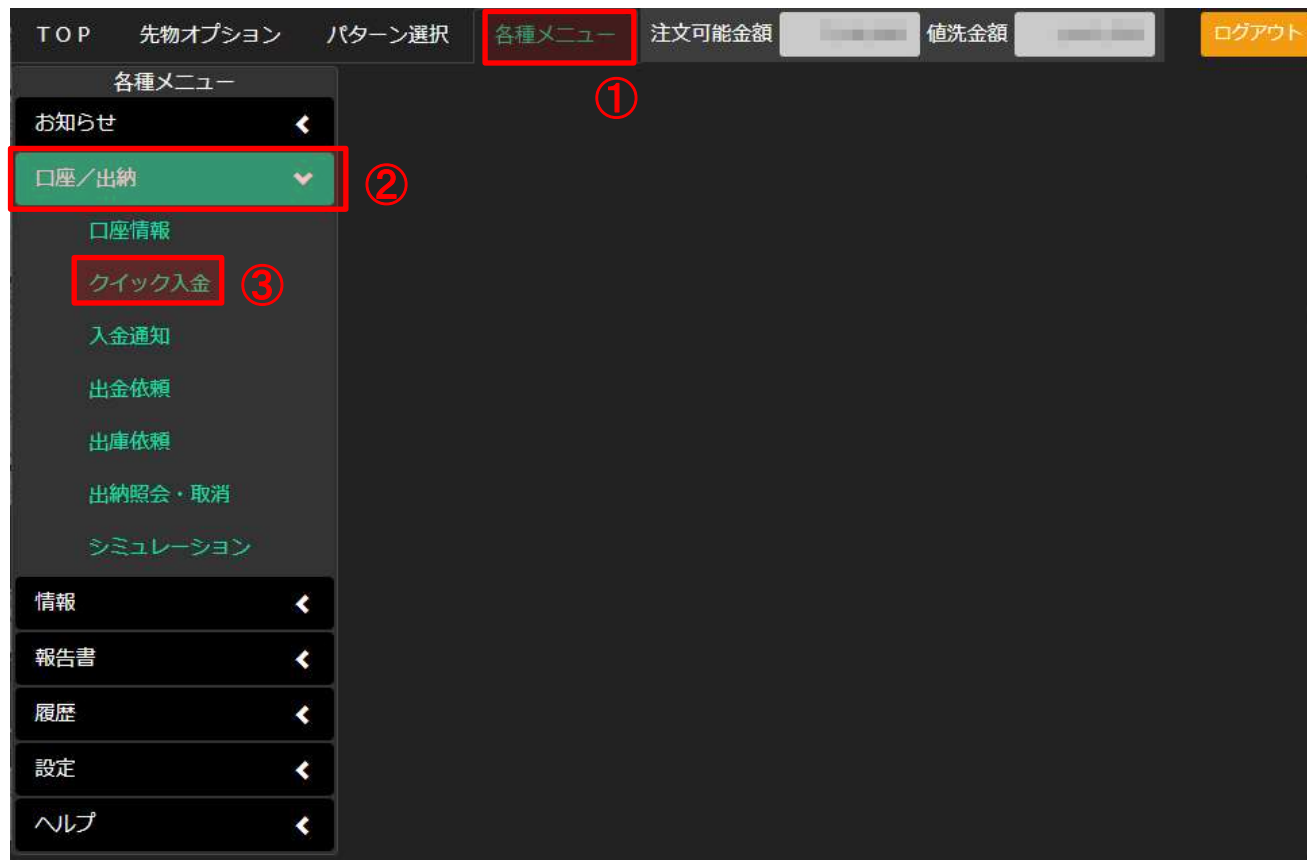 TOP 先物オプション パターン選択 各種メニュー 注文可能金額 値洗金額 ログアウト
①
各種メニュー
お知らせ
口座／出納 ②
口座情報
クイック入金 ③
入金通知
出金依頼
出庫依頼
出納照会・取消
シミュレーション
情報
報告書
履歴
設定
ヘルプ